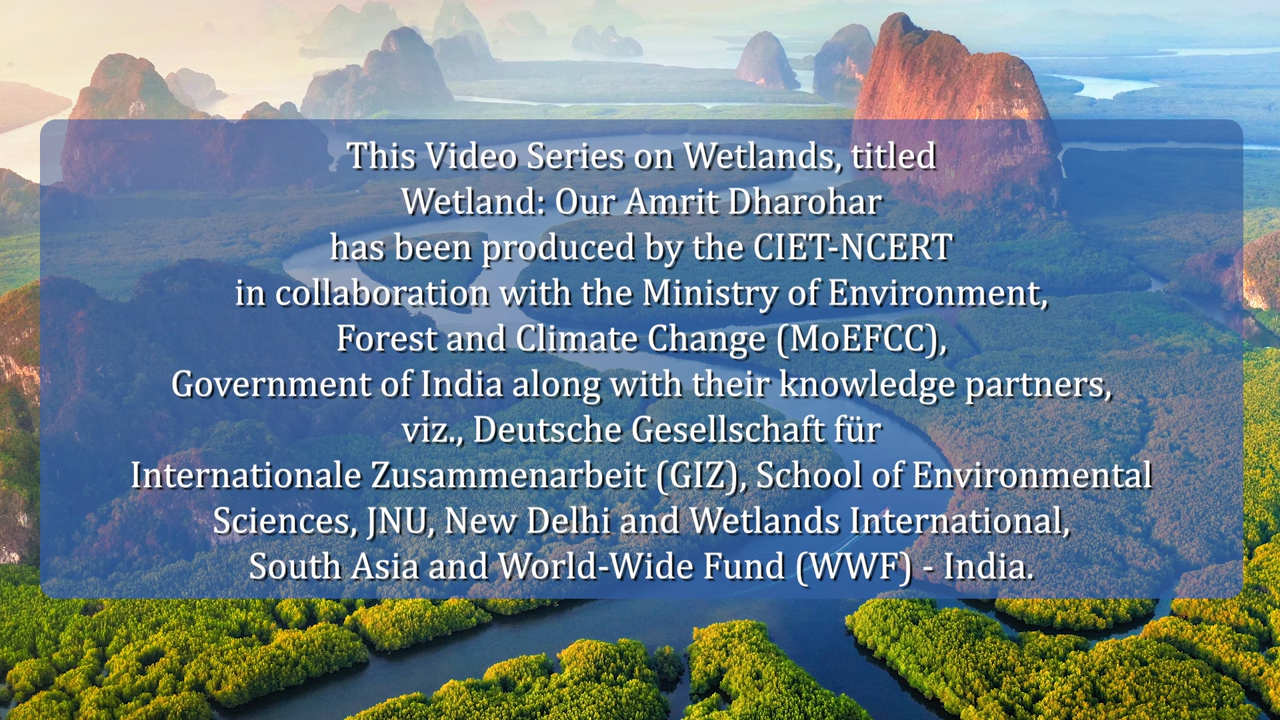 This Video Series on Wetlands, titled
Wetland: Our Amrit Dharohar
has been produced by the CIET-NCERT
in collaboration with the Ministry of Environment,
Forest and Climate Change (MoEFCC),
Government of India along with their knowledge partners,
viz., Deutsche Gesellschaft für
Internationale Zusammenarbeit (GIZ), School of Environmental
Sciences, JNU, New Delhi and Wetlands International,
South Asia and World-Wide Fund (WWF) - India.